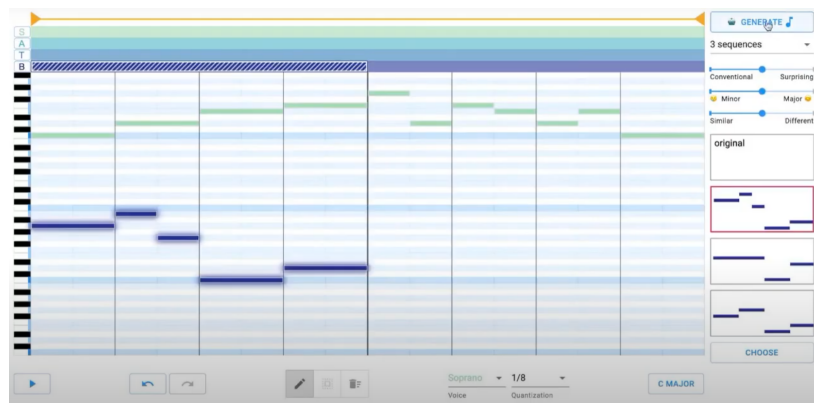 S
A
T
B
GENERATE
3 sequences
Conventional Surprising
Minor Major
Similar Different
original
CHOOSE
Soprano 1/8
C MAJOR
Voice Quantization